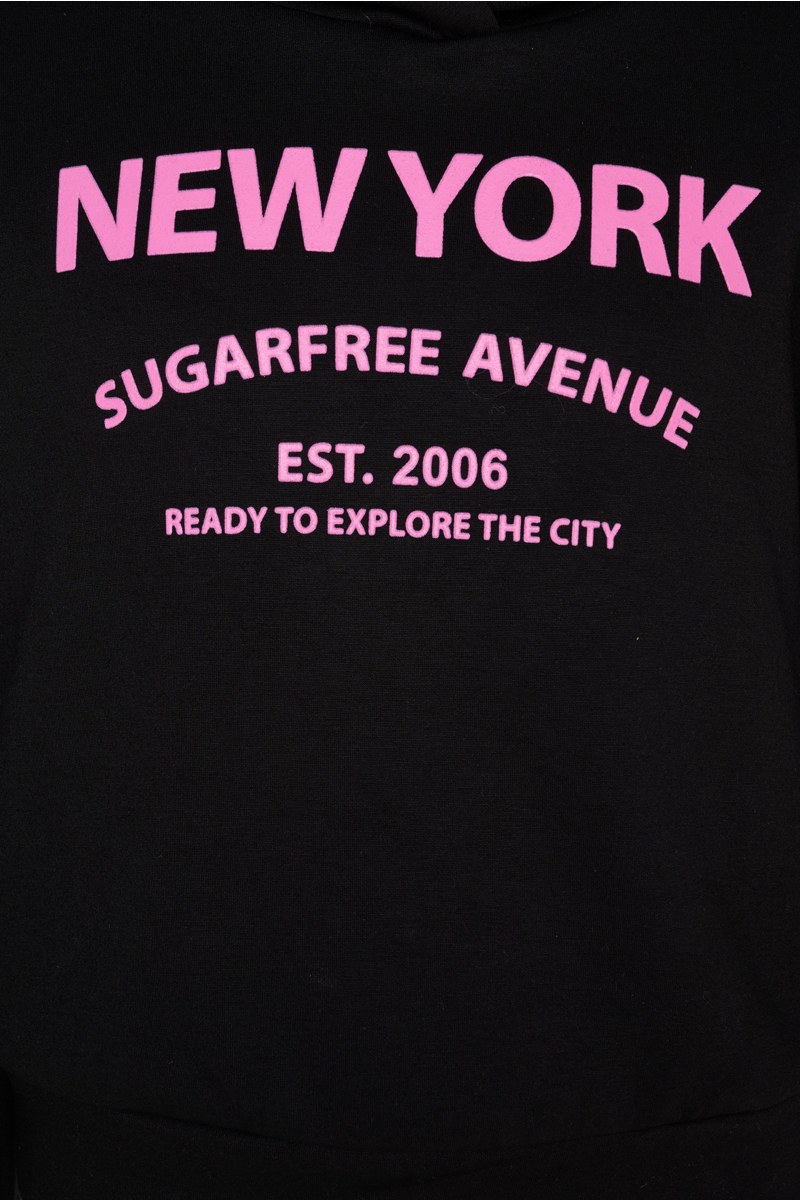 NEW YORK
SUGARFREE AVENUE
EST. 2006
READY TO EXPLORE THE CITY